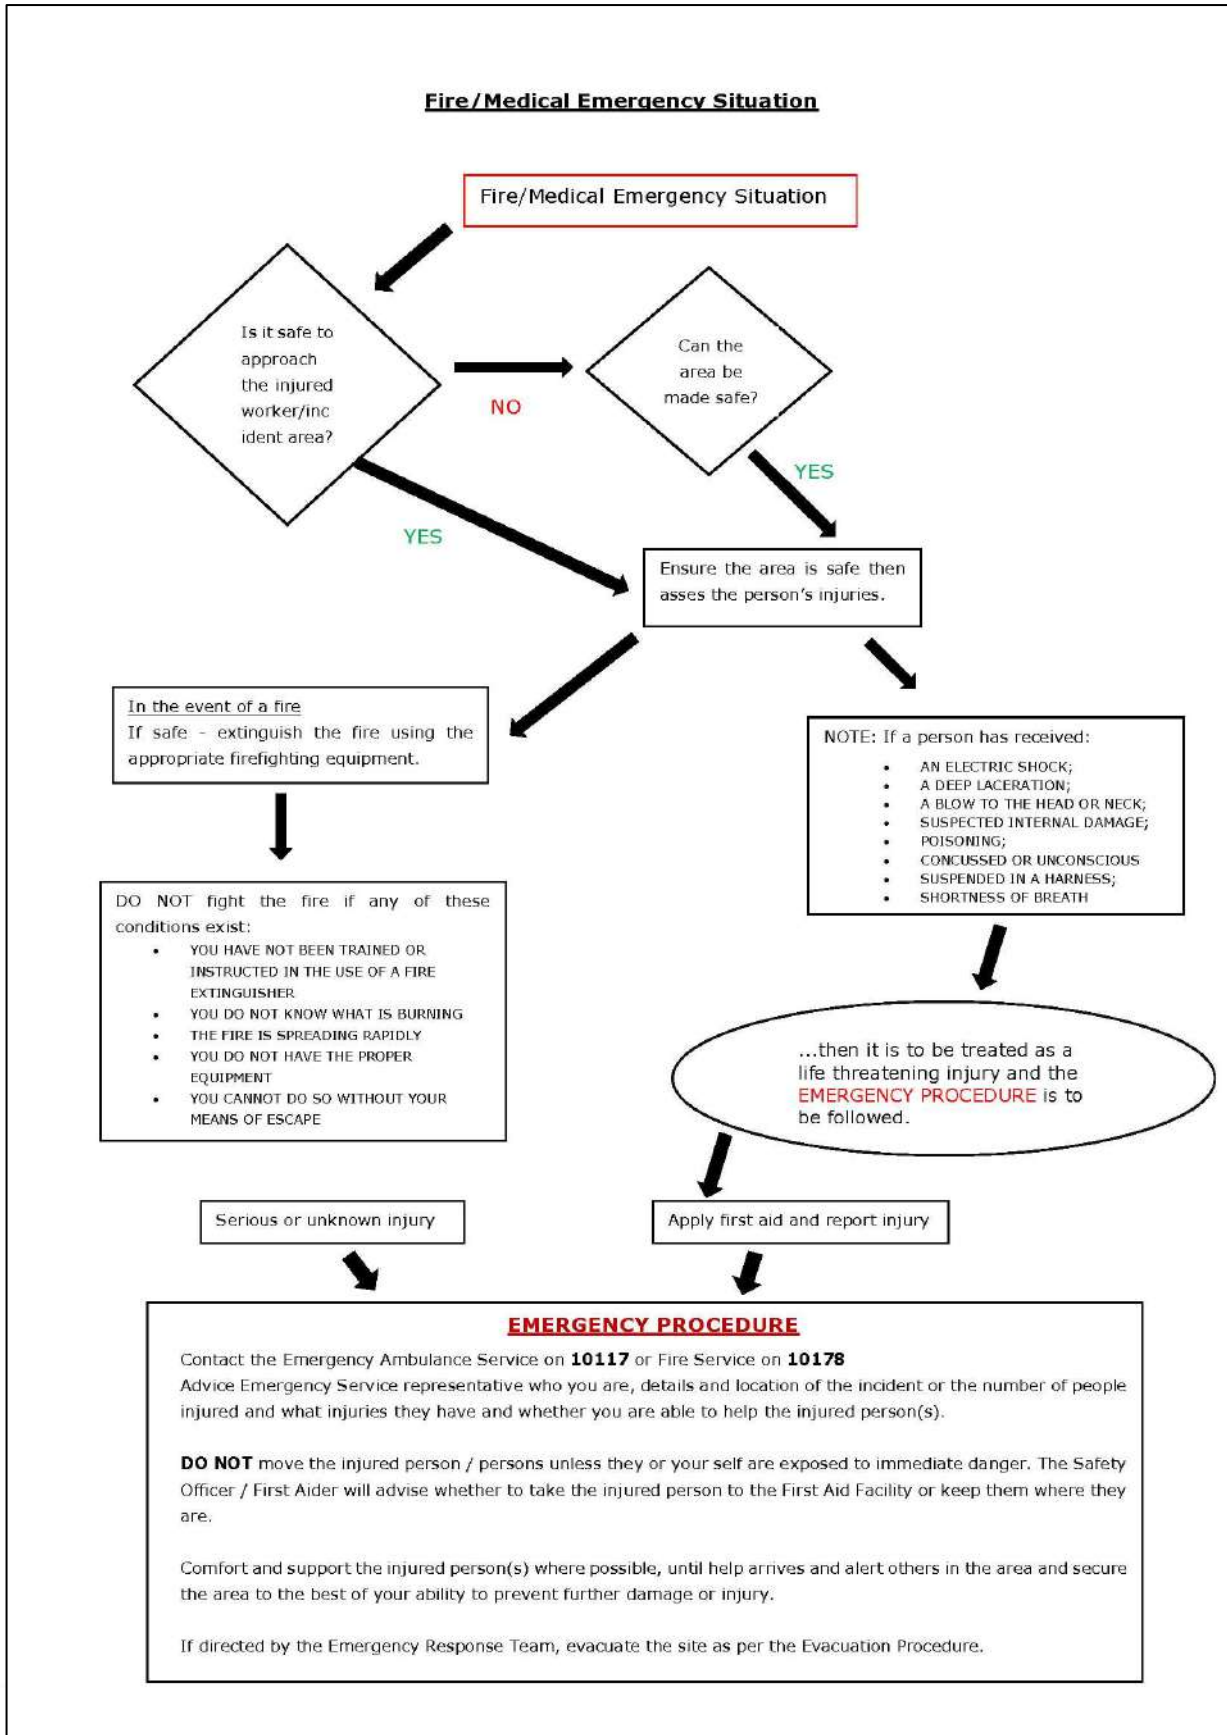 Fire/Medical Emergency Situation
Fire/Medical Emergency Situation
Is it safe to
approach
the injured
worker/inc
ident area?
NO
Can the
area be
made safe?
YES
YES
Ensure the area is safe then
asses the person's injuries.
In the event of a fire
If safe - extinguish the fire using the
appropriate firefighting equipment.
NOTE: If a person has received:
• AN ELECTRIC SHOCK;
• A DEEP LACERATION;
• A BLOW TO THE HEAD OR NECK;
• SUSPECTED INTERNAL DAMAGE;
• POISONING;
• CONCUSSED OR UNCONSCIOUS
• SUSPENDED IN A HARNESS;
• SHORTNESS OF BREATH
DO NOT fight the fire if any of these
conditions exist:
• YOU HAVE NOT BEEN TRAINED OR
INSTRUCTED IN THE USE OF A FIRE
EXTINGUISHER
• YOU DO NOT KNOW WHAT IS BURNING
• THE FIRE IS SPREADING RAPIDLY
• YOU DO NOT HAVE THE PROPER
EQUIPMENT
• YOU CANNOT DO SO WITHOUT YOUR
MEANS OF ESCAPE
...then it is to be treated as a
life threatening injury and the
EMERGENCY PROCEDURE is to
be followed.
Serious or unknown injury
Apply first aid and report injury
EMERGENCY PROCEDURE
Contact the Emergency Ambulance Service on 10117 or Fire Service on 10178
Advice Emergency Service representative who you are, details and location of the incident or the number of people
injured and what injuries they have and whether you are able to help the injured person(s).
DO NOT move the injured person / persons unless they or your self are exposed to immediate danger. The Safety
Officer / First Aider will advise whether to take the injured person to the First Aid Facility or keep them where they
are.
Comfort and support the injured person(s) where possible, until help arrives and alert others in the area and secure
the area to the best of your ability to prevent further damage or injury.
If directed by the Emergency Response Team, evacuate the site as per the Evacuation Procedure.